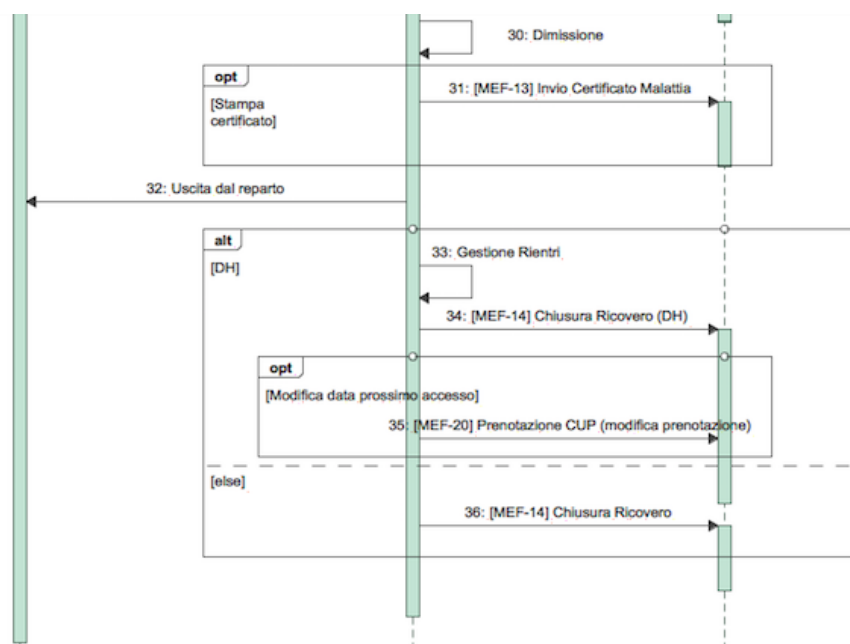 30: Dimissione
opt
31: [MEF-13] Invio Certificato Malattia
[Stampa
certificato]
32: Uscita dal reparto
alt
33: Gestione Rientri
[DH]
34: [MEF-14] Chiusura Ricovero (DH)
opt
[Modifica data prossimo accesso]
35: [MEF-20] Prenotazione CUP (modifica prenotazione)
[else]
36: [MEF-14] Chiusura Ricovero